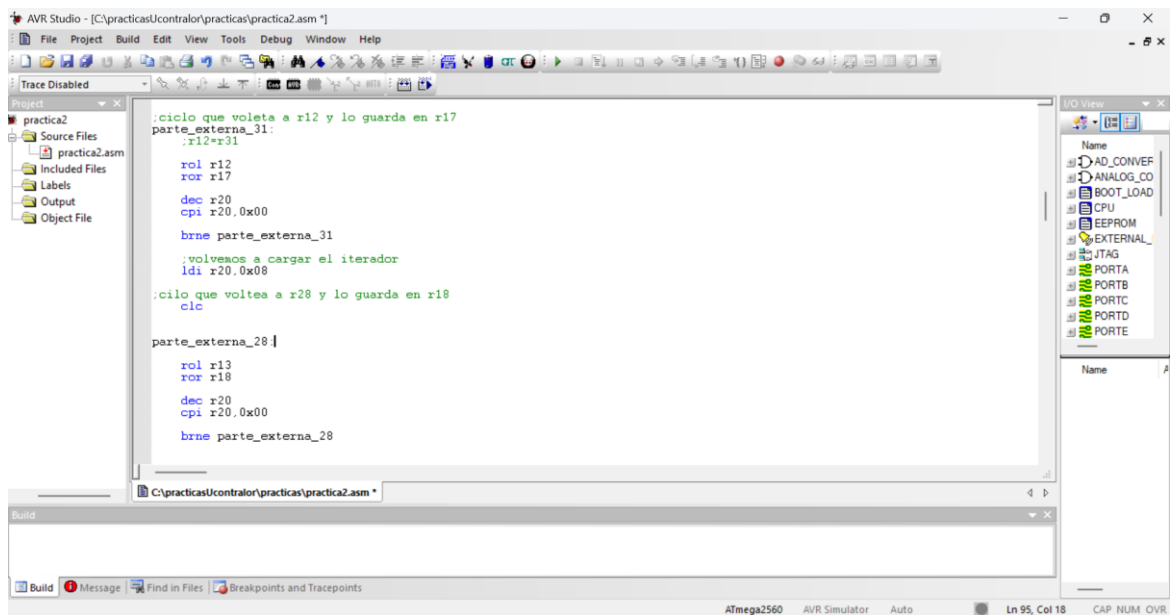 AVR Studio - [C:\practicasUcontralor\practicas\practica2.asm *]
File Project Build Edit View Tools Debug Window Help
Trace Disabled
Project
practica2
Source Files
practica2.asm
Included Files
Labels
Output
Object File
;ciclo que voleta a r12 y lo guarda en r17
parte_externa_31:
;r12=r31
rol r12
ror r17
dec r20
cpi r20,0x00
brne parte_externa_31
;volvemos a cargar el iterador
ldi r20,0x08
;cilo que voltea a r28 y lo guarda en r18
clc
parte_externa_28:
rol r13
ror r18
dec r20
cpi r20,0x00
brne parte_externa_28
C:\practicasUcontralor\practicas\practica2.asm *
I/O View
Name
AD_CONVER
ANALOG_CO
BOOT_LOAD
CPU
EEPROM
EXTERNAL_
JTAG
PORTA
PORTB
PORTC
PORTD
PORTE
Name
Build
Build Message Find in Files Breakpoints and Tracepoints
ATmega2560 AVR Simulator Auto Ln 95, Col 18 CAP NUM OVR